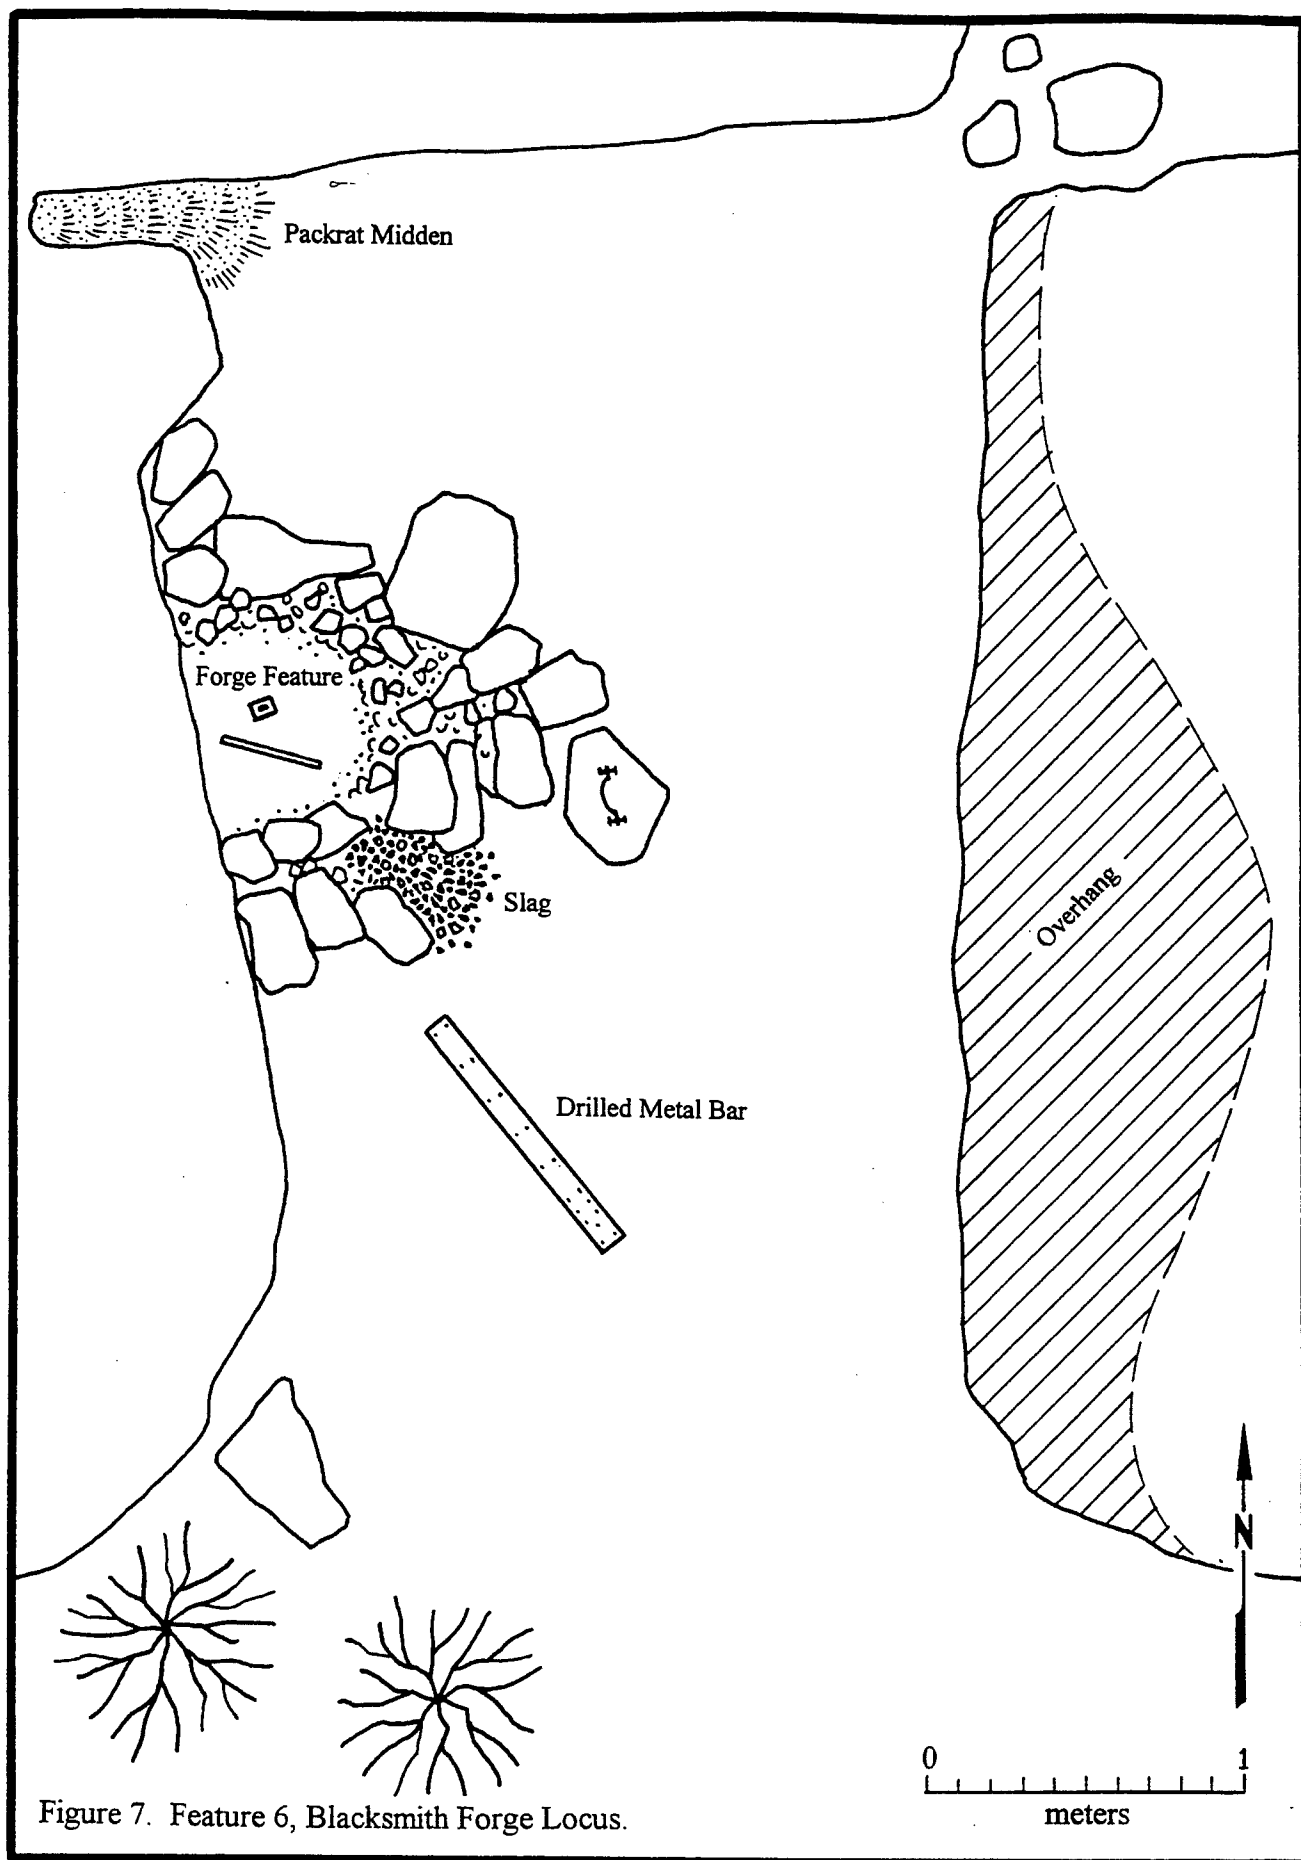 Packrat Midden
Forge Feature
Slag
Overhang
Drilled Metal Bar
N
0 1
meters
Figure 7. Feature 6, Blacksmith Forge Locus.